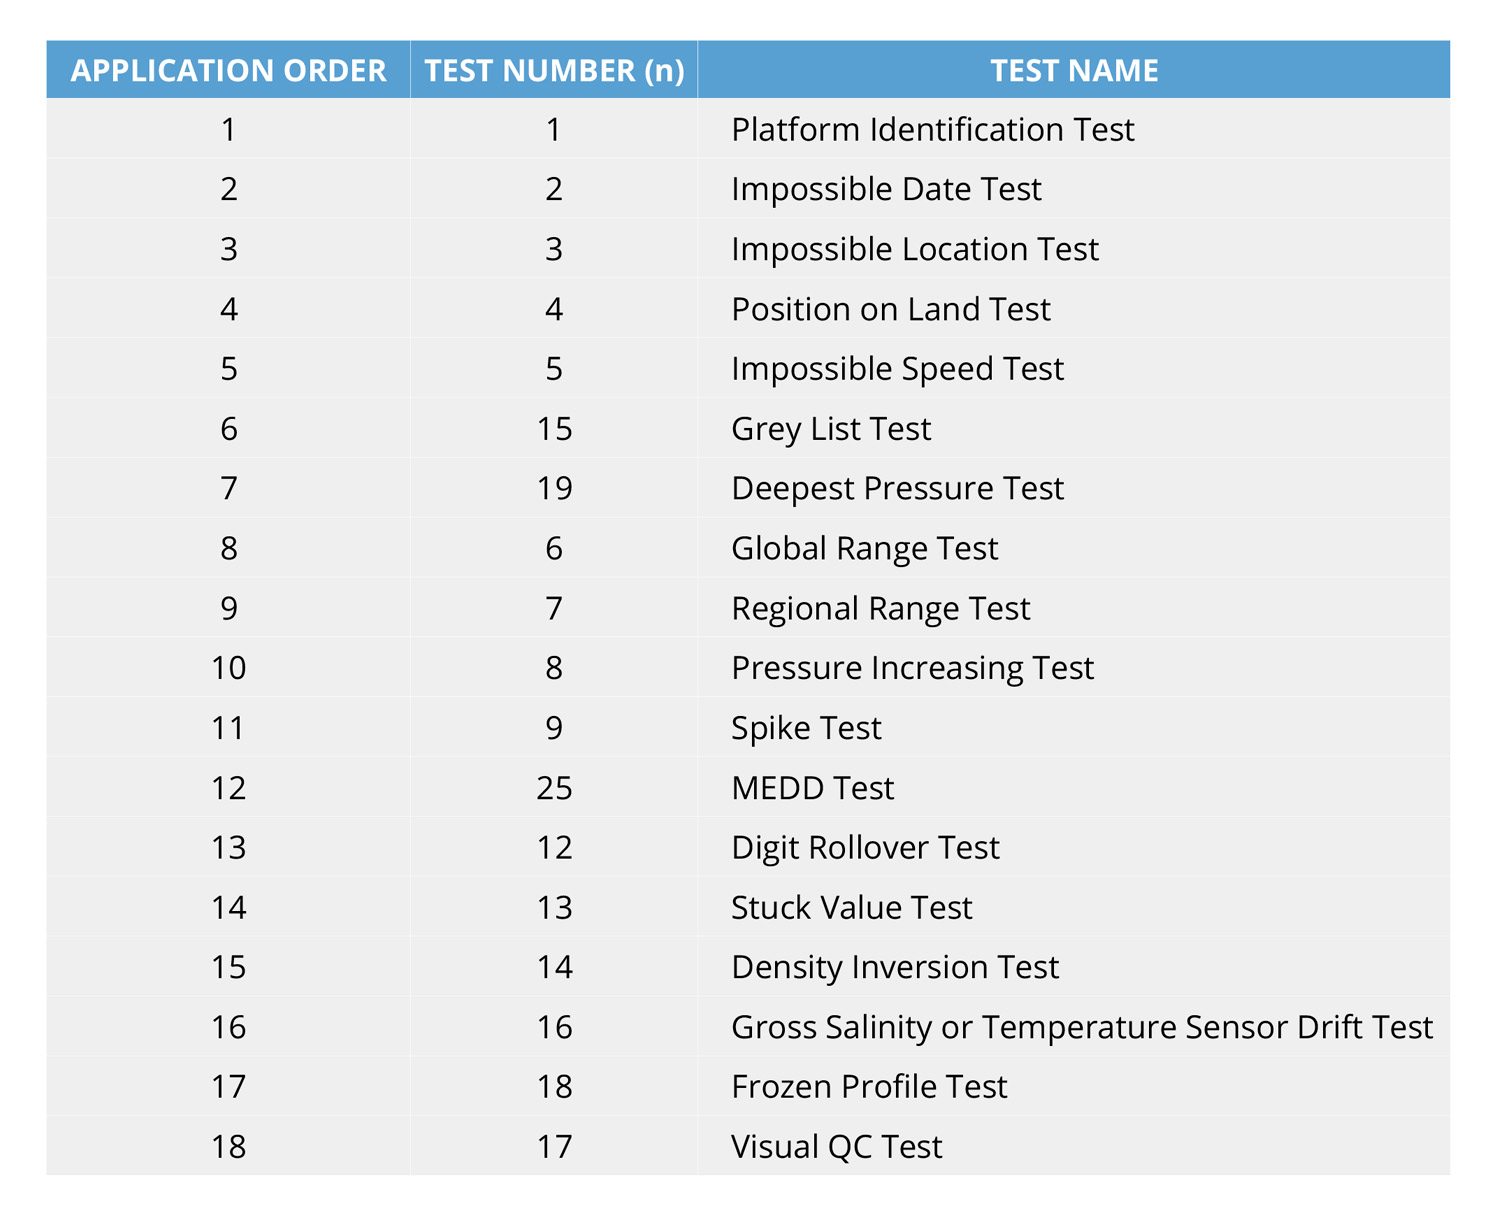 APPLICATION ORDER TEST NUMBER (n) TEST NAME
1 1 Platform Identification Test
2 2 Impossible Date Test
3 3 Impossible Location Test
4 4 Position on Land Test
5 5 Impossible Speed Test
6 15 Grey List Test
7 19 Deepest Pressure Test
8 6 Global Range Test
9 7 Regional Range Test
10 8 Pressure Increasing Test
11 9 Spike Test
12 25 MEDD Test
13 12 Digit Rollover Test
14 13 Stuck Value Test
15 14 Density Inversion Test
16 16 Gross Salinity or Temperature Sensor Drift Test
17 18 Frozen Profile Test
18 17 Visual QC Test